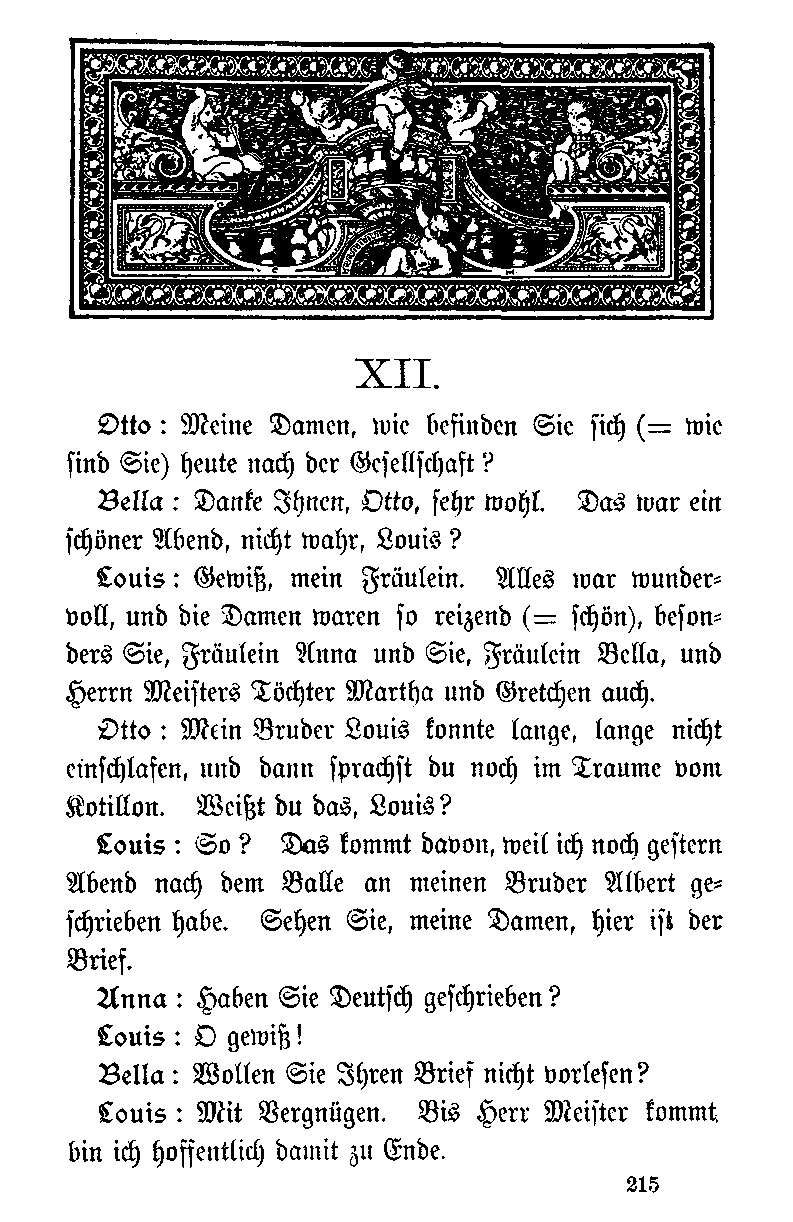 XII.
Otto : Meine Damen, wie befinden Sie sich (= wie
sind Sie) heute nach der Gesellschaft ?
Bella : Danke Ihnen, Otto, sehr wohl. Das war ein
schöner Abend, nicht wahr, Louis ?
Louis : Gewiß, mein Fräulein. Alles war wunder=
voll, und die Damen waren so reizend (= schön), beson=
ders Sie, Fräulein Anna und Sie, Fräulein Bella, und
Herrn Meisters Töchter Martha und Gretchen auch.
Otto : Mein Bruder Louis konnte lange, lange nicht
einschlafen, und dann sprachst du noch im Traume vom
Kotillon. Weißt du das, Louis ?
Louis : So ? Das kommt davon, weil ich noch gestern
Abend nach dem Balle an meinen Bruder Albert ge=
schrieben habe. Sehen Sie, meine Damen, hier ist der
Brief.
Anna : Haben Sie Deutsch geschrieben ?
Louis : O gewiß !
Bella : Wollen Sie Ihren Brief nicht vorlesen ?
Louis : Mit Vergnügen. Bis Herr Meister kommt,
bin ich hoffentlich damit zu Ende.
215